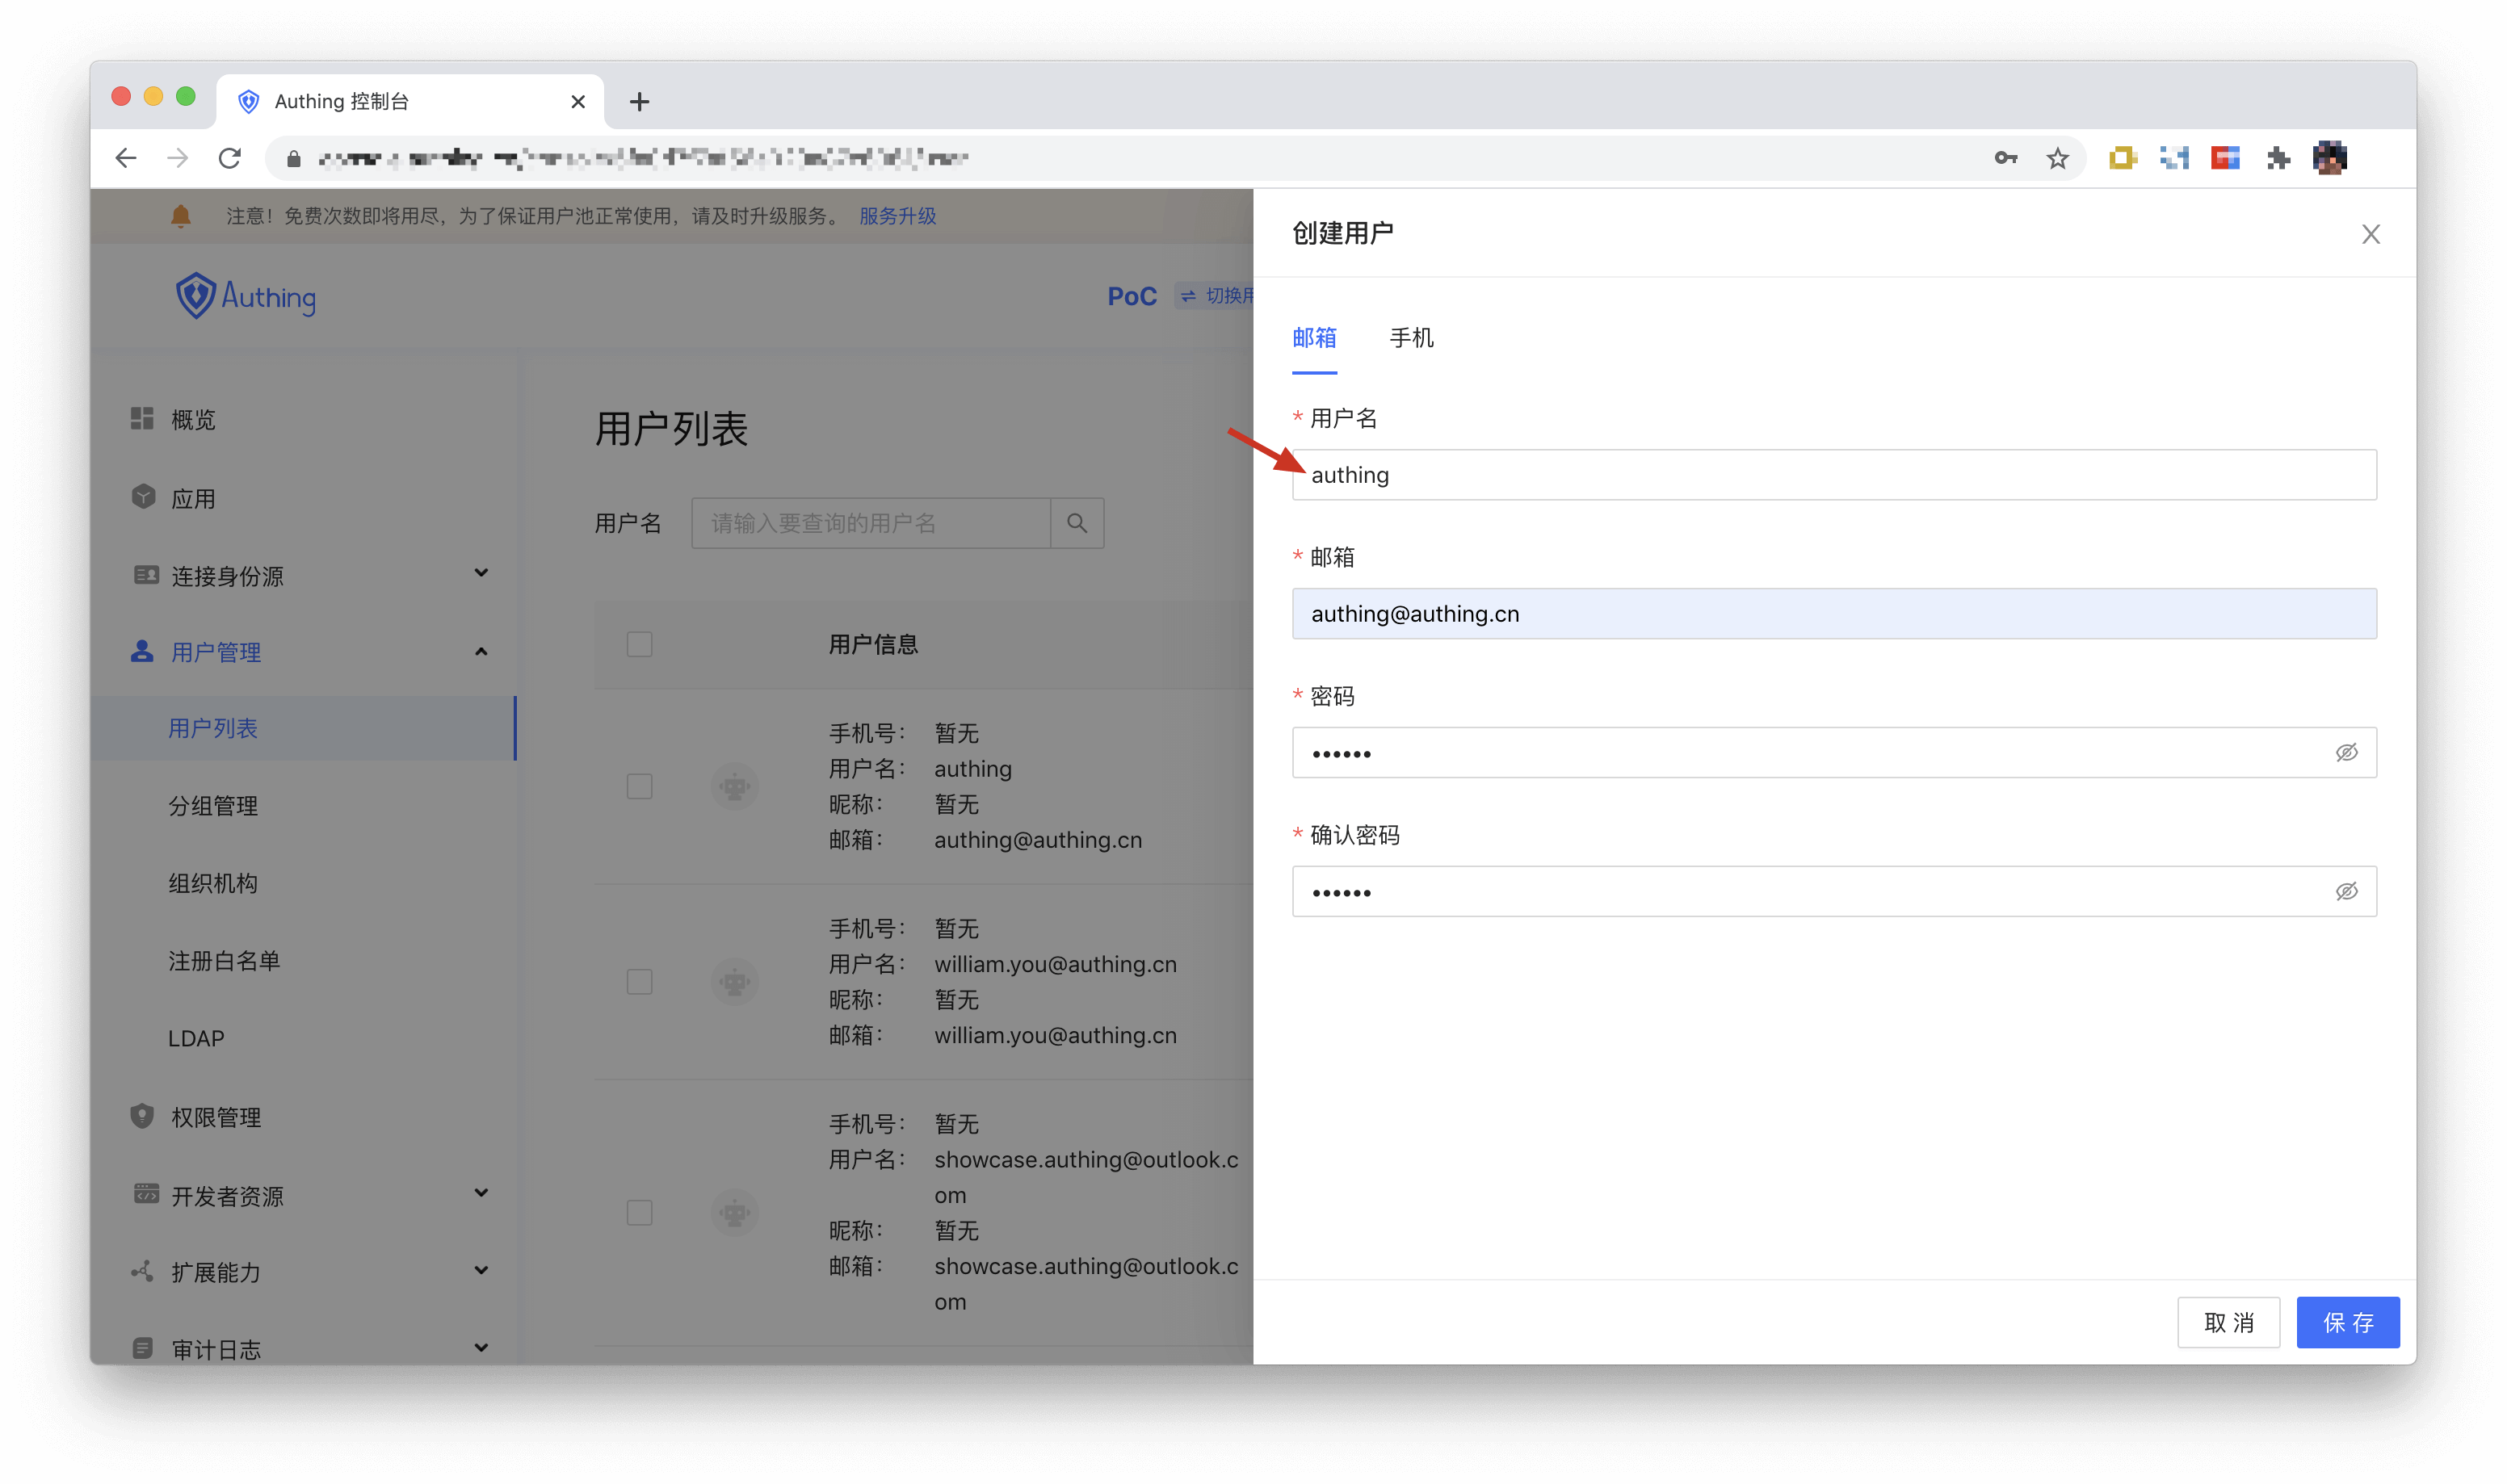 Authing 控制台
注意！免费次数即将用尽，为了保证用户池正常使用，请及时升级服务。 服务升级
Authing
PoC
切换用
概览
应用
连接身份源
用户管理
用户列表
分组管理
组织机构
注册白名单
LDAP
权限管理
开发者资源
扩展能力
审计日志
用户列表
用户名 请输入要查询的用户名
用户信息
手机号： 暂无
用户名： authing
昵称： 暂无
邮箱： authing@authing.cn
手机号： 暂无
用户名： william.you@authing.cn
昵称： 暂无
邮箱： william.you@authing.cn
手机号： 暂无
用户名： showcase.authing@outlook.c
om
昵称： 暂无
邮箱： showcase.authing@outlook.c
om
创建用户
邮箱 手机
* 用户名
authing
* 邮箱
authing@authing.cn
* 密码
••••••
* 确认密码
••••••
取 消 保 存